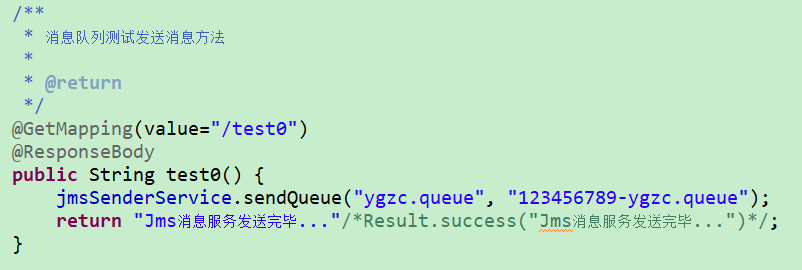 /**
 * 消息队列测试发送消息方法
 *
 * @return
 */
@GetMapping(value="/test0")
@ResponseBody
public String test0() {
    jmsSenderService.sendQueue("ygzc.queue", "123456789-ygzc.queue");
    return "Jms消息服务发送完毕..."/*Result.success("Jms消息服务发送完毕...")*/;
}